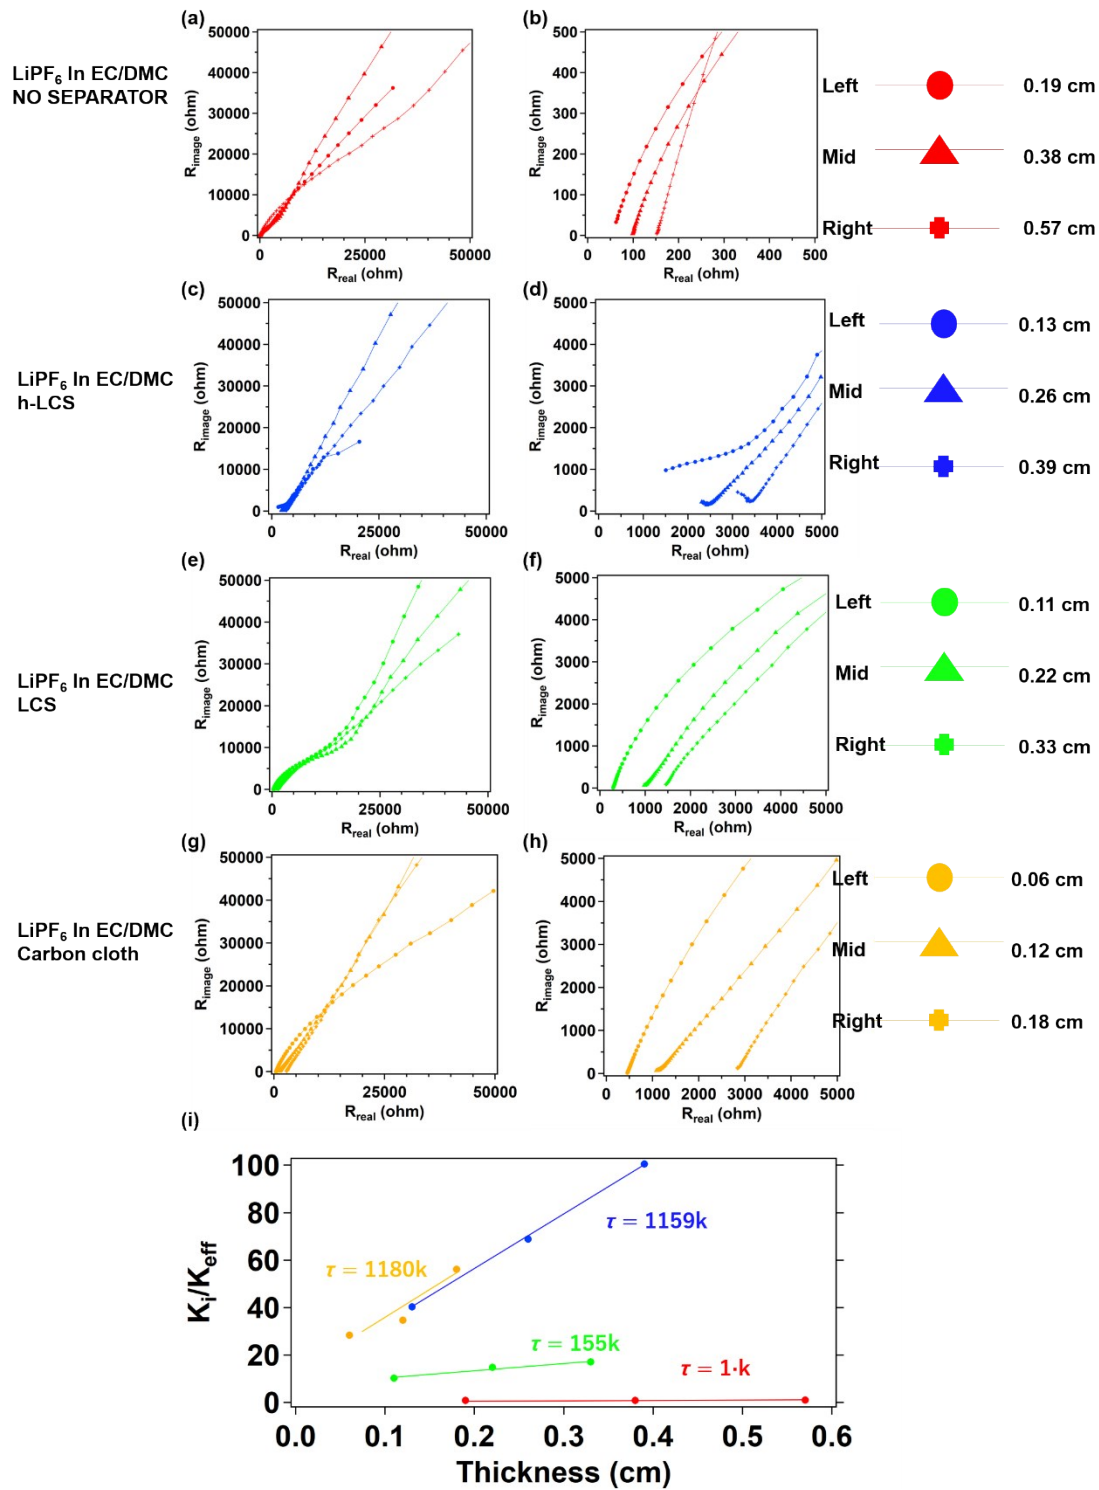 (a)
(b)
LiPF6 In EC/DMC
NO SEPARATOR
Rimage (ohm)
50000
40000
30000
20000
10000
0
0 25000 50000
Rreal (ohm)
Rimage (ohm)
500
400
300
200
100
0
0 100 200 300 400 500
Rreal (ohm)
Left 0.19 cm
Mid 0.38 cm
Right 0.57 cm
(c)
(d)
LiPF6 In EC/DMC
h-LCS
Rimage (ohm)
50000
40000
30000
20000
10000
0
0 25000 50000
Rreal (ohm)
Rimage (ohm)
5000
4000
3000
2000
1000
0
0 1000 2000 3000 4000 5000
Rreal (ohm)
Left 0.13 cm
Mid 0.26 cm
Right 0.39 cm
(e)
(f)
LiPF6 In EC/DMC
LCS
Rimage (ohm)
50000
40000
30000
20000
10000
0
0 25000 50000
Rreal (ohm)
Rimage (ohm)
5000
4000
3000
2000
1000
0
0 1000 2000 3000 4000 5000
Rreal (ohm)
Left 0.11 cm
Mid 0.22 cm
Right 0.33 cm
(g)
(h)
LiPF6 In EC/DMC
Carbon cloth
Rimage (ohm)
50000
40000
30000
20000
10000
0
0 25000 50000
Rreal (ohm)
Rimage (ohm)
5000
4000
3000
2000
1000
0
0 1000 2000 3000 4000 5000
Rreal (ohm)
Left 0.06 cm
Mid 0.12 cm
Right 0.18 cm
(i)
Ki/Keff
100
80
60
40
20
0
τ = 1159k
τ = 1180k
τ = 155k
τ = 1·k
0.0 0.2 0.3 0.4 0.5 0.6
Thickness (cm)